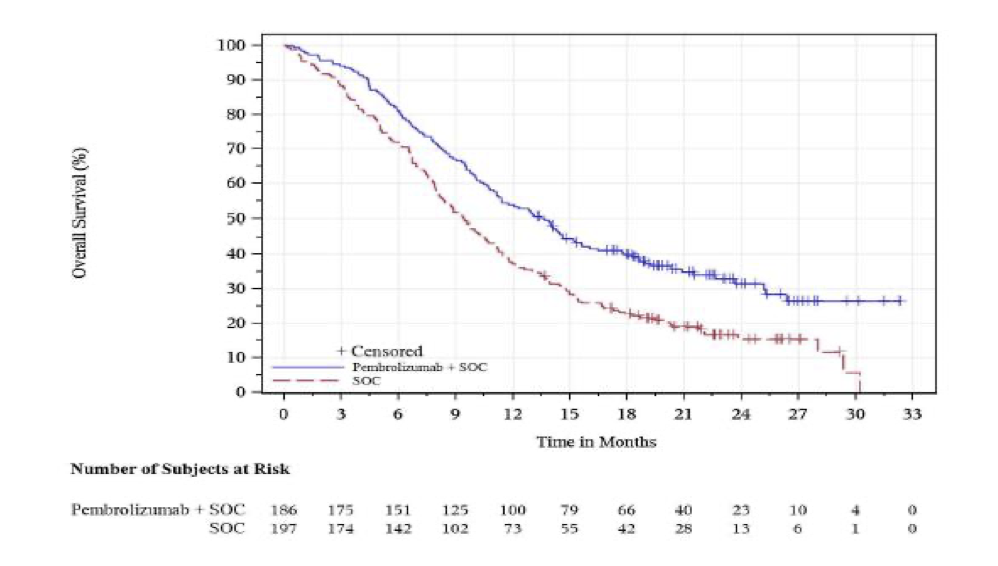 Overall Survival (%)
100
90
80
70
60
50
40
30
20
10
0
+ Censored
Pembrolizumab + SOC
SOC
0 3 6 9 12 15 18 21 24 27 30 33
Time in Months
Number of Subjects at Risk
Pembrolizumab + SOC 186 175 151 125 100 79 66 40 23 10 4 0
SOC 197 174 142 102 73 55 42 28 13 6 1 0